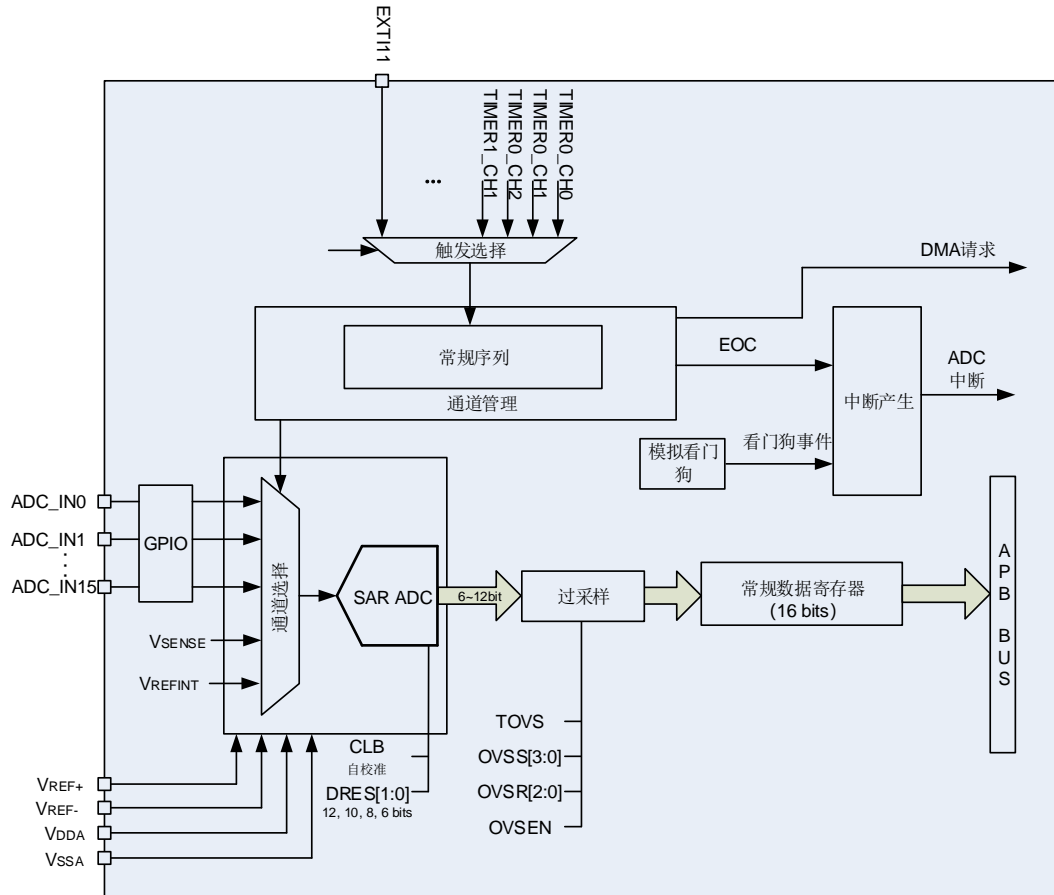 EXTI11
TIMER1_CH1
TIMER0_CH2
TIMER0_CH1
TIMER0_CH0
...
触发选择
DMA请求
常规序列
通道管理
EOC
ADC
中断
中断产生
模拟看门
狗
看门狗事件
ADC_IN0
ADC_IN1
ADC_IN15
GPIO
通道选择
SAR ADC
6~12bit
过采样
常规数据寄存器
(16 bits)
APB BUS
VSENSE
VREFINT
CLB
自校准
DRES[1:0]
12, 10, 8, 6 bits
TOVS
OVSS[3:0]
OVSR[2:0]
OVSEN
VREF+
VREF-
VDDA
VSSA